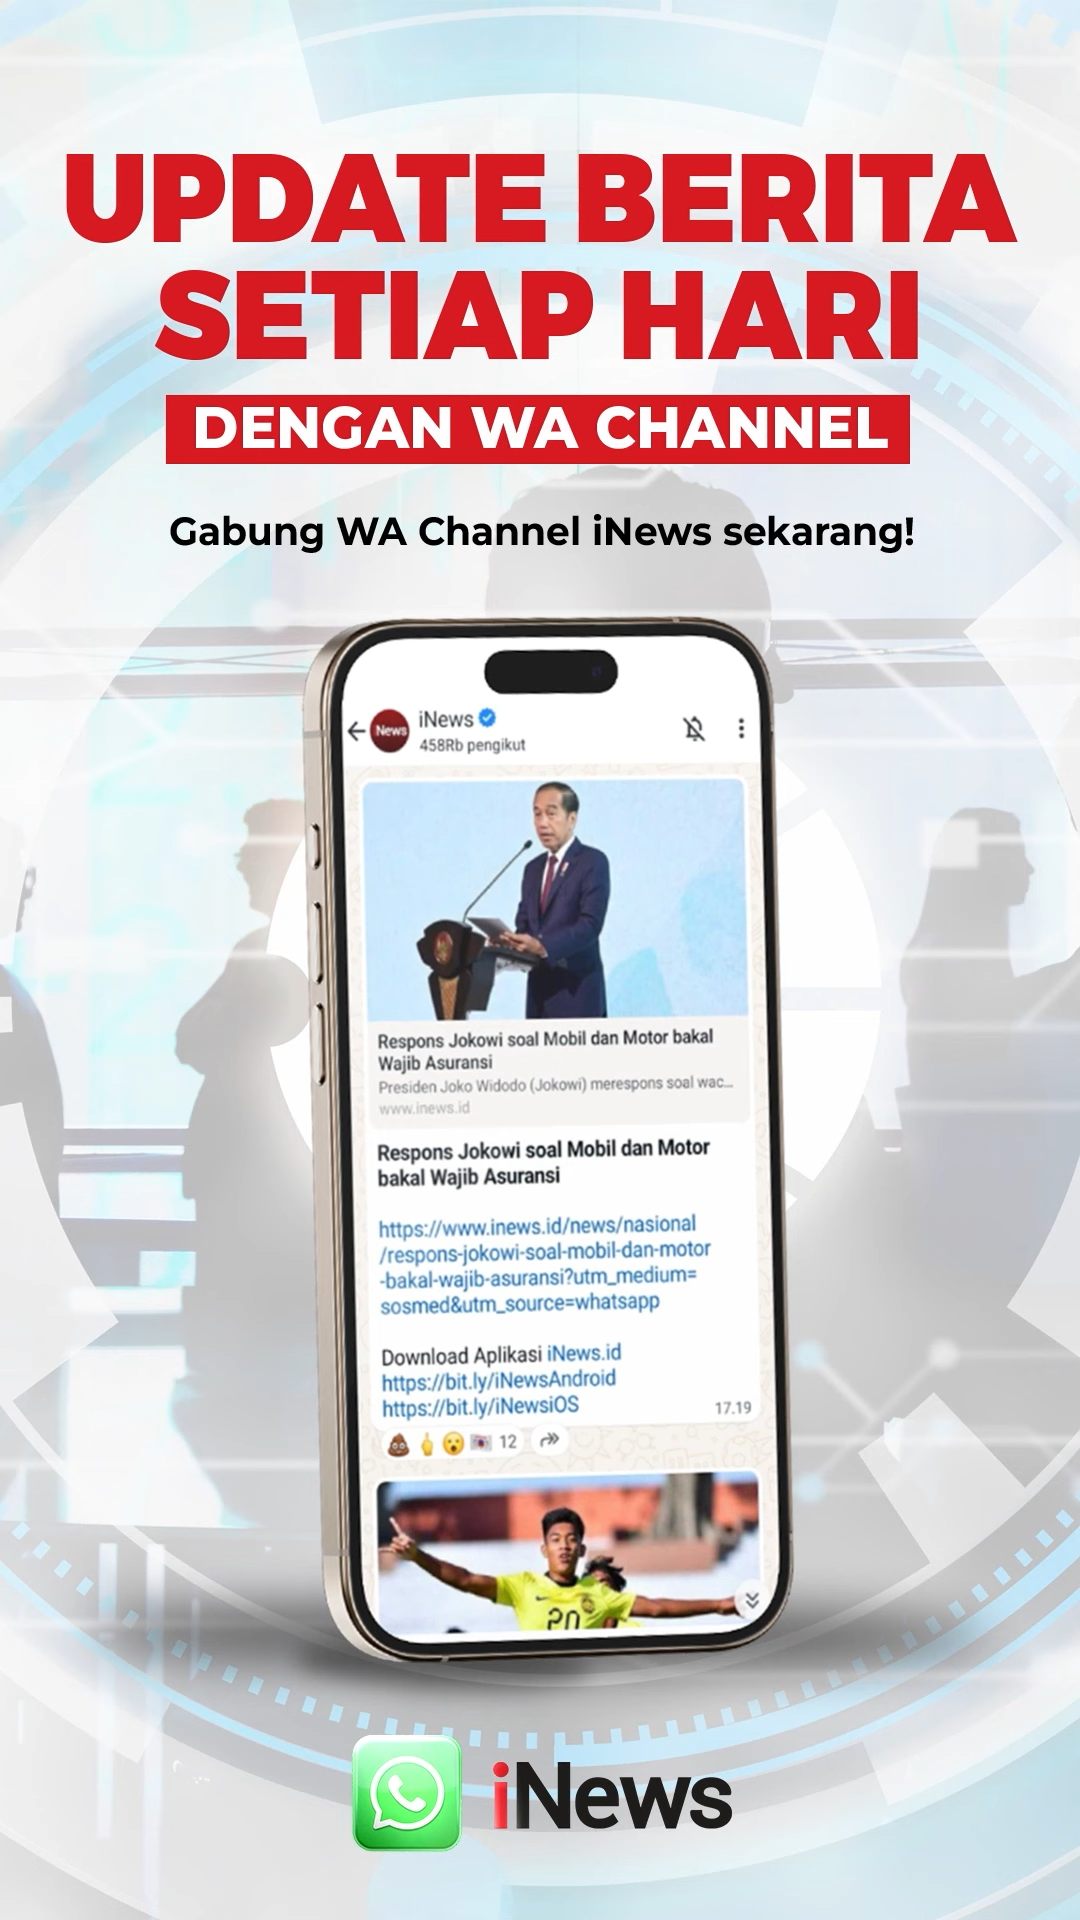 UPDATE BERITA
SETIAP HARI
DENGAN WA CHANNEL
Gabung WA Channel iNews sekarang!
News
iNews
458Rb pengikut
Respons Jokowi soal Mobil dan Motor bakal
Wajib Asuransi
Presiden Joko Widodo (Jokowi) merespons soal wac...
www.inews.id
Respons Jokowi soal Mobil dan Motor
bakal Wajib Asuransi
https://www.inews.id/news/nasional
/respons-jokowi-soal-mobil-dan-motor
-bakal-wajib-asuransi?utm_medium=
sosmed&utm_source=whatsapp
Download Aplikasi iNews.id
https://bit.ly/iNewsAndroid
https://bit.ly/iNewsiOS
17.19
12
20
iNews